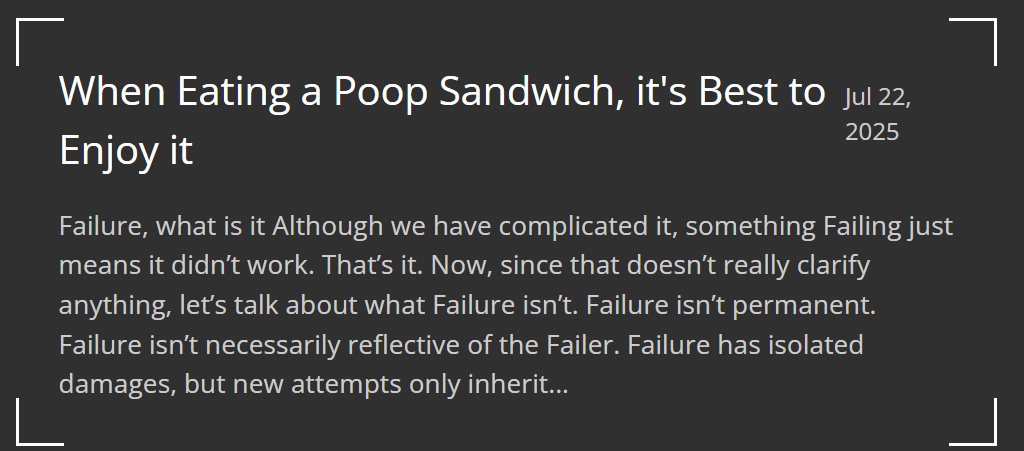 When Eating a Poop Sandwich, it's Best to
Enjoy it
Jul 22,
2025
Failure, what is it Although we have complicated it, something Failing just
means it didn’t work. That’s it. Now, since that doesn’t really clarify
anything, let’s talk about what Failure isn’t. Failure isn’t permanent.
Failure isn’t necessarily reflective of the Failer. Failure has isolated
damages, but new attempts only inherit...